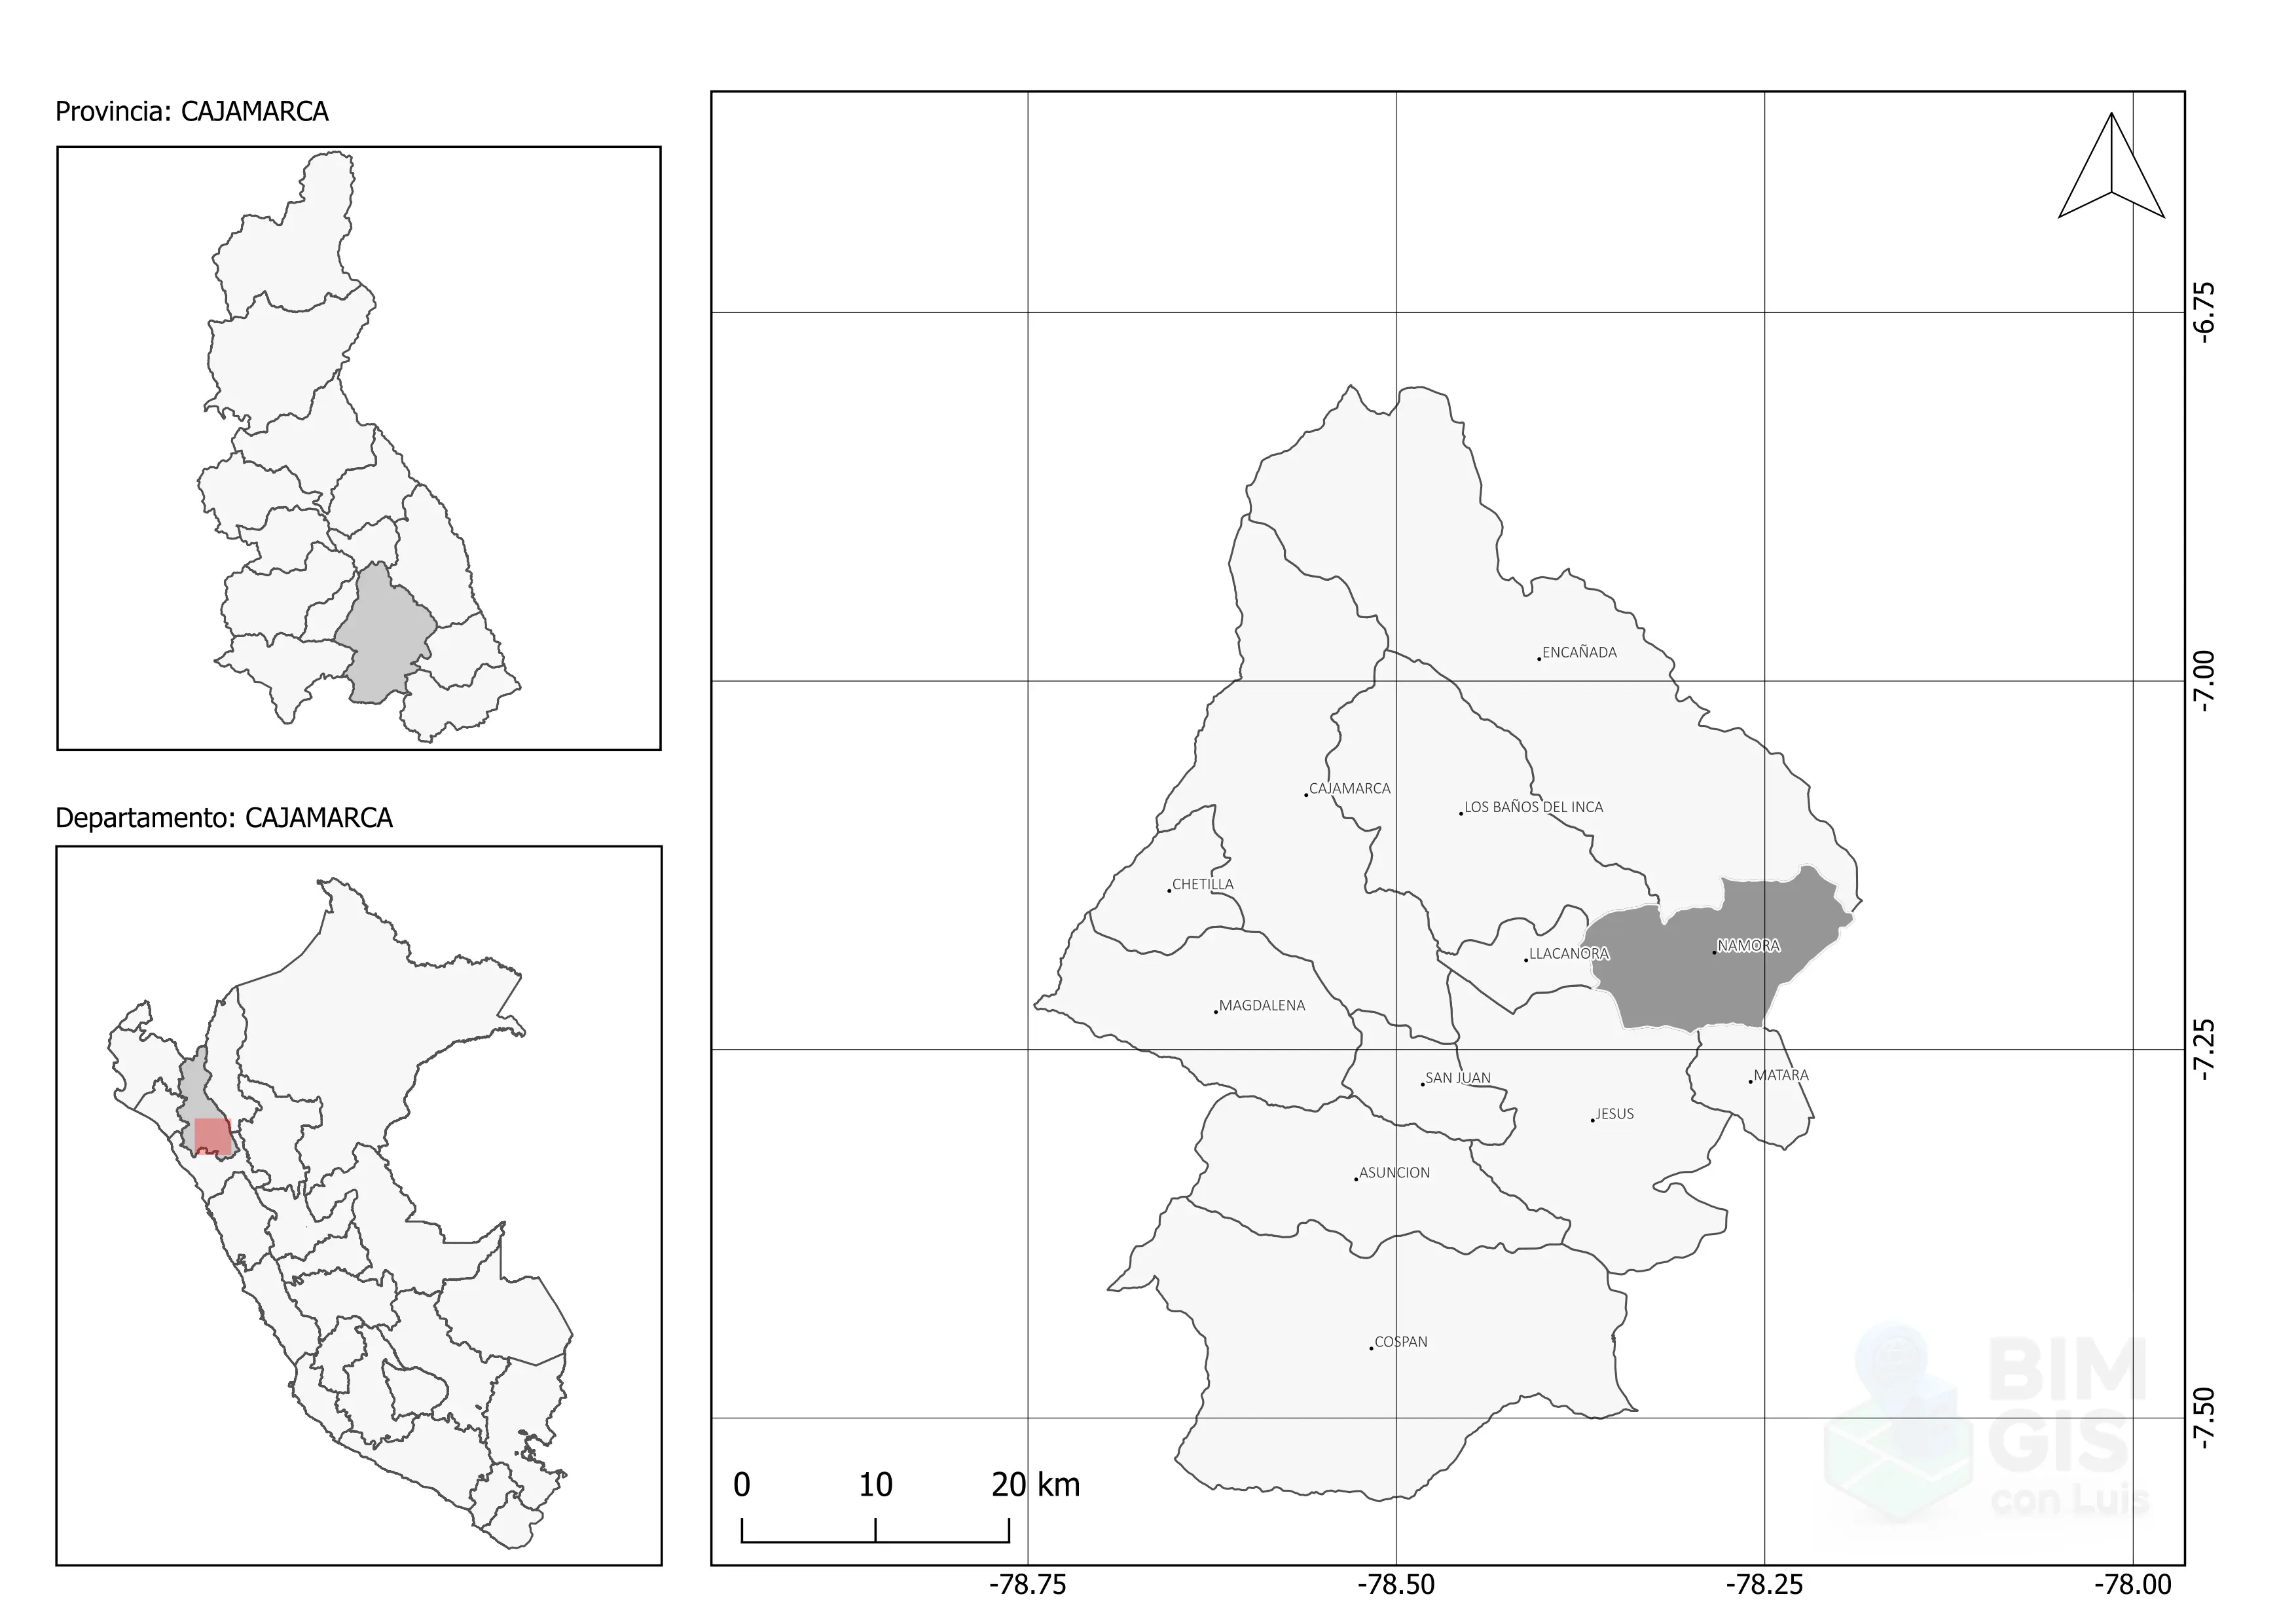 Provincia: CAJAMARCA
Departamento: CAJAMARCA
ENCAÑADA
CAJAMARCA
LOS BAÑOS DEL INCA
CHETILLA
NAMORA
LLACANORA
MAGDALENA
MATARA
SAN JUAN
JESUS
ASUNCION
COSPAN
-6.75
-7.00
-7.25
-7.50
0 10 20 km
-78.75 -78.50 -78.25 -78.00
BIM
GIS
con Luis